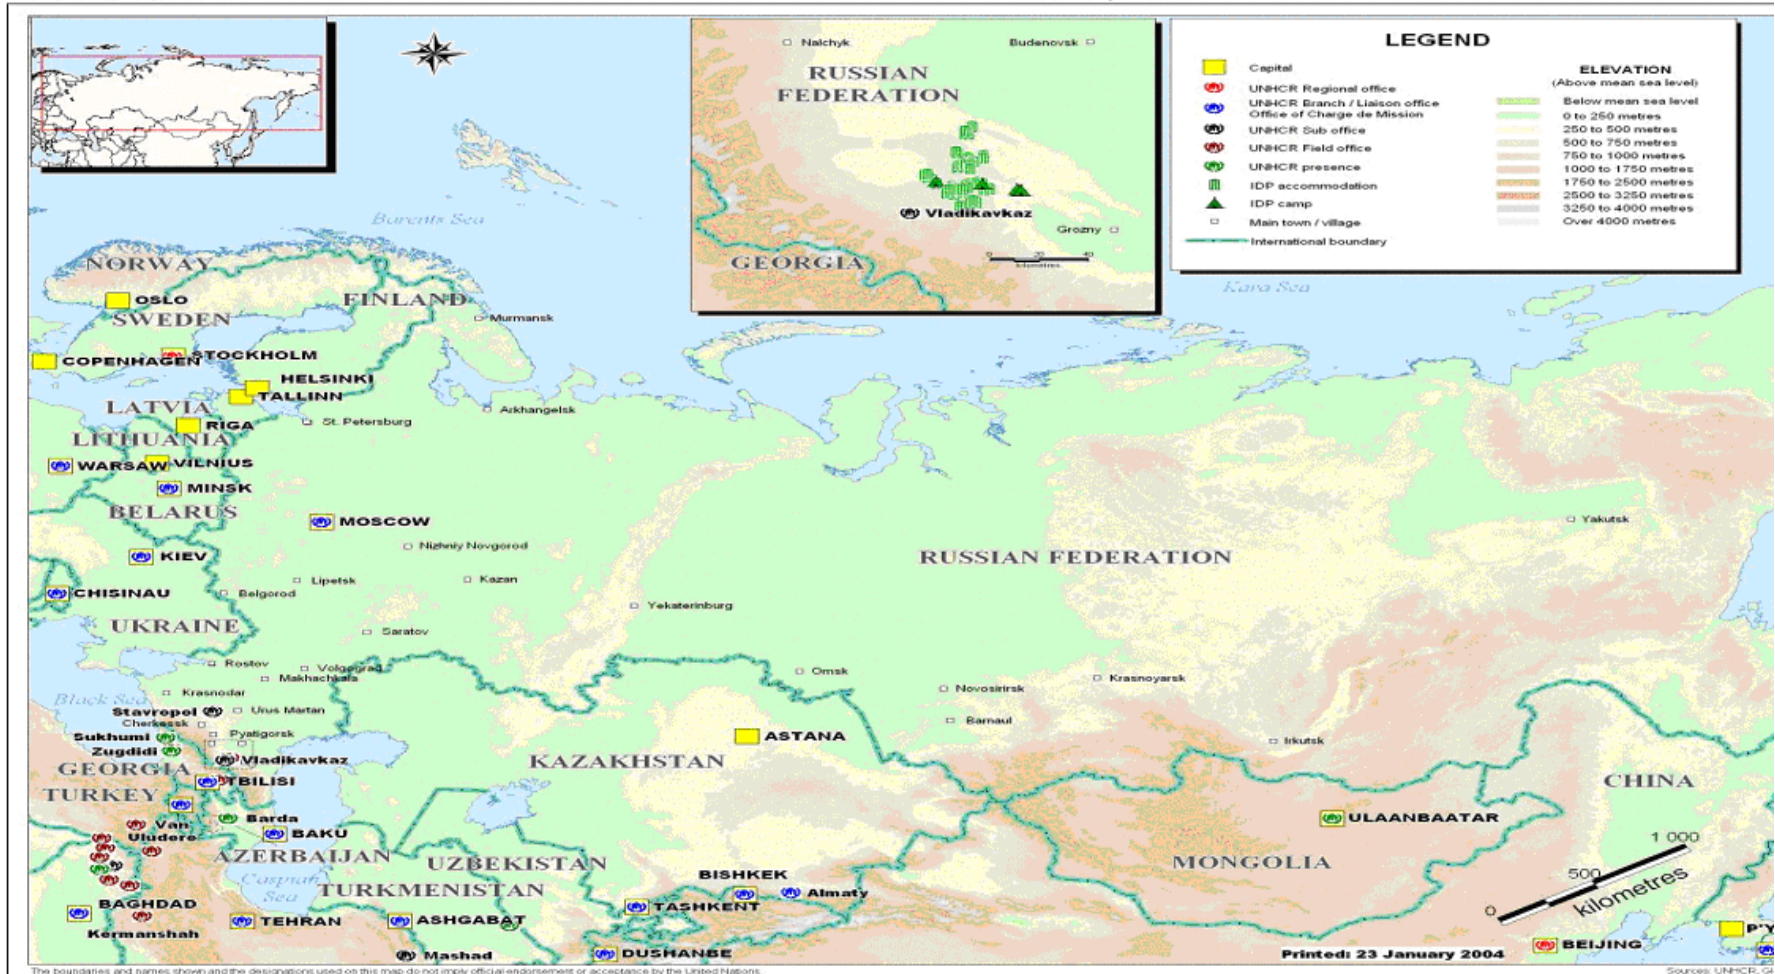 Nalchyk
Budenovsk
RUSSIAN
FEDERATION
Vladikavkaz
Grozny
GEORGIA
0 20 40
kilometres
LEGEND
Capital
UNHCR Regional office
UNHCR Branch / Liaison office
Office of Charge de Mission
UNHCR Sub office
UNHCR Field office
UNHCR presence
IDP accommodation
IDP camp
Main town / village
International boundary
ELEVATION
(Above mean sea level)
Below mean sea level
0 to 250 metres
250 to 500 metres
500 to 750 metres
750 to 1000 metres
1000 to 1750 metres
1750 to 2500 metres
2500 to 3250 metres
3250 to 4000 metres
Over 4000 metres
Barents Sea
Kara Sea
NORWAY
FINLAND
OSLO
SWEDEN
Murmansk
STOCKHOLM
COPENHAGEN
HELSINKI
TALLINN
LATVIA
Arkhangelsk
RIGA
St. Petersburg
LITHUANIA
WARSAW
VILNIUS
MINSK
BELARUS
MOSCOW
Yakutsk
Nizhniy Novgorod
KIEV
RUSSIAN FEDERATION
Lipetsk
Kazan
CHISINAU
Belgorod
Yekaterinburg
UKRAINE
Saratov
Rostov
Volgograd
Omsk
Makhachkala
Krasnoyarsk
Krasnodar
Novosirirsk
Black Sea
Stavropol
Urus Martan
Barnaul
Cherkessk
Sukhumi
Pyatigorsk
ASTANA
Irkutsk
Zugdidi
Vladikavkaz
KAZAKHSTAN
GEORGIA
TBILISI
CHINA
TURKEY
Barda
ULAANBAATAR
Van
Uludere
BAKU
AZERBAIJAN
UZBEKISTAN
MONGOLIA
1 000
500
0
kilometres
Caspian
Sea
TURKMENISTAN
BISHKEK
Almaty
BAGHDAD
TASHKENT
TEHRAN
ASHGABAT
Kermanshah
P'Y
BEIJING
Mashad
DUSHANBE
Printed: 23 January 2004
The boundaries and names shown and the designations used on this map do not imply official endorsement or acceptance by the United Nations.
Sources: UNHCR, G